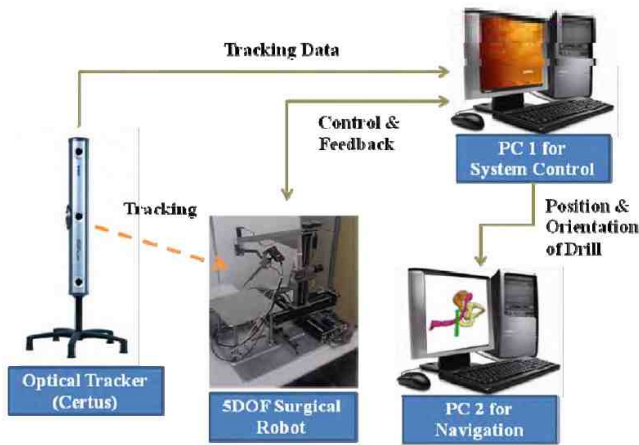 Tracking Data
Control &
Feedback
PC 1 for
System Control
Tracking
Position &
Orientation
of Drill
Optical Tracker
(Certus)
5DOF Surgical
Robot
PC 2 for
Navigation